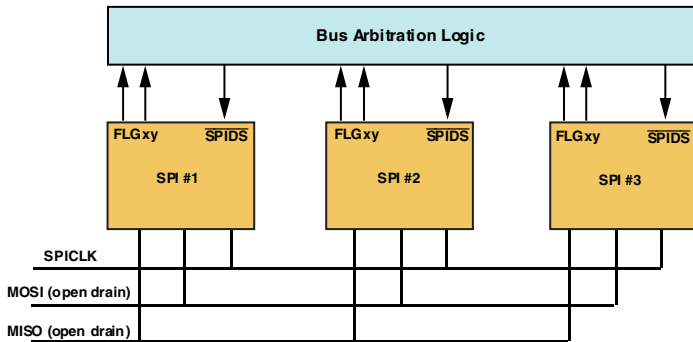 Bus Arbitration Logic
FLGxy SPIDS
SPI #1
FLGxy SPIDS
SPI #2
FLGxy SPIDS
SPI #3
SPICLK
MOSI (open drain)
MISO (open drain)